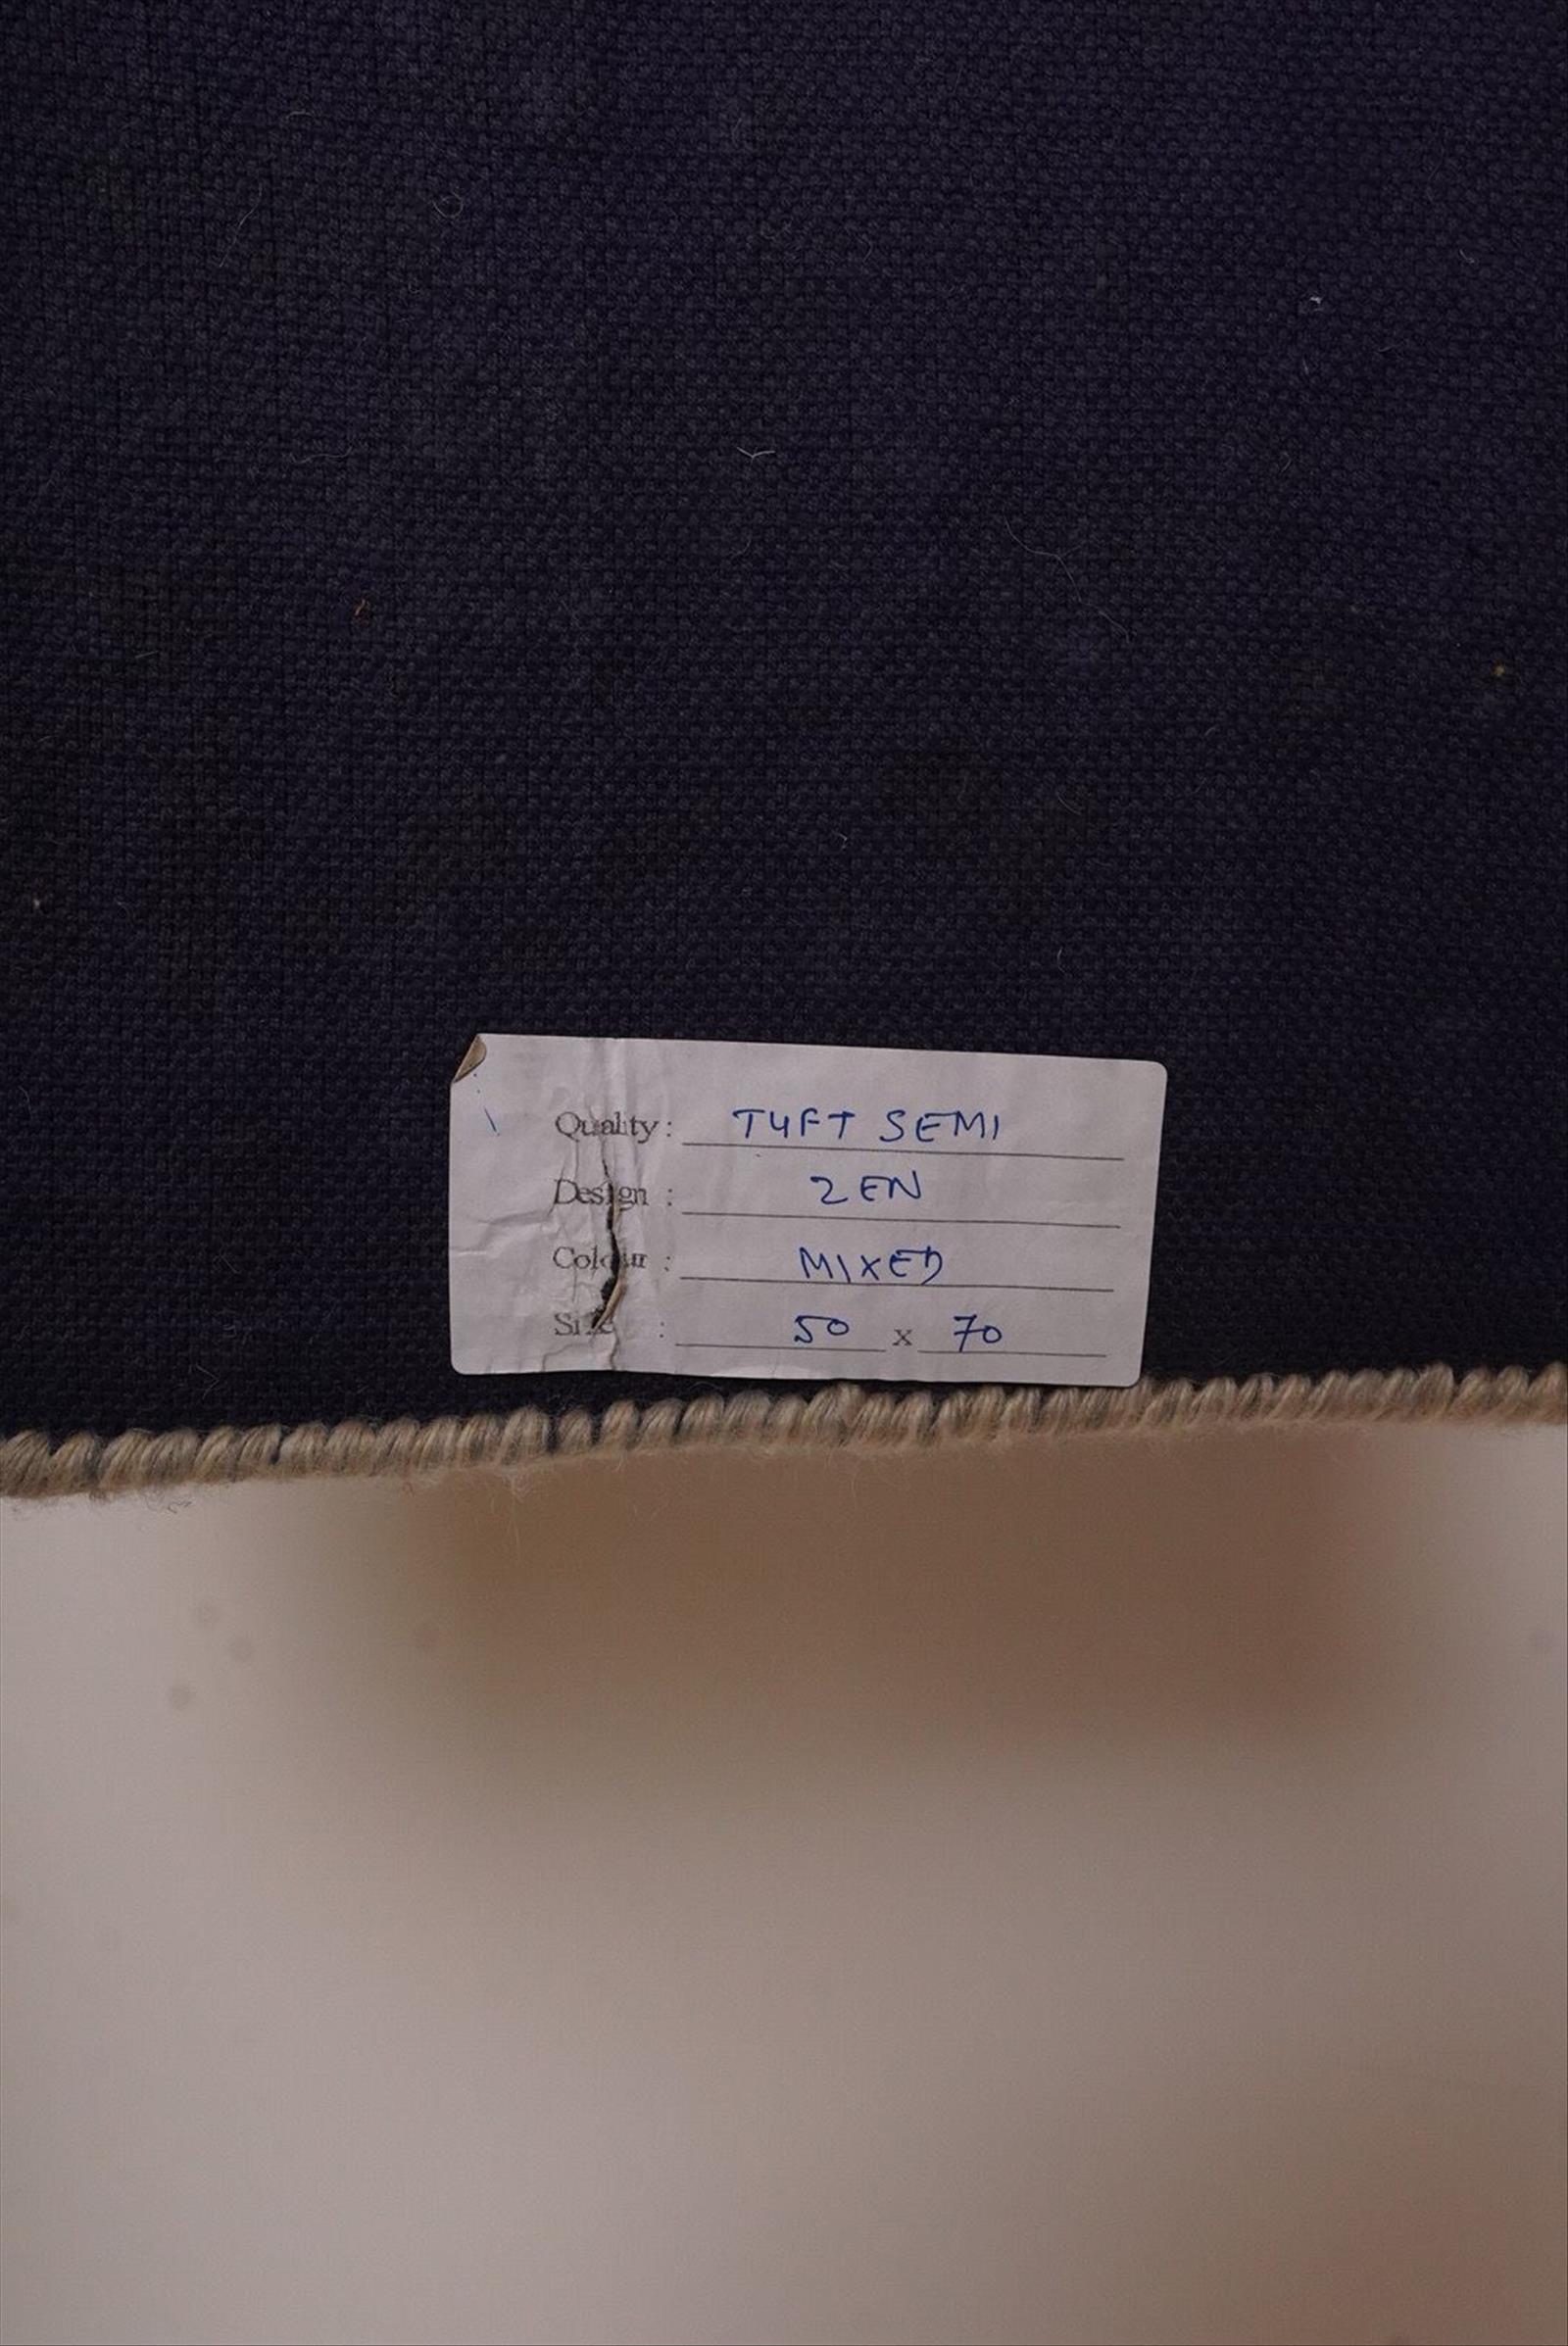 Quality: TUFT SEMI
Design : ZEN
Colour : MIXED
Size : 50 x 70